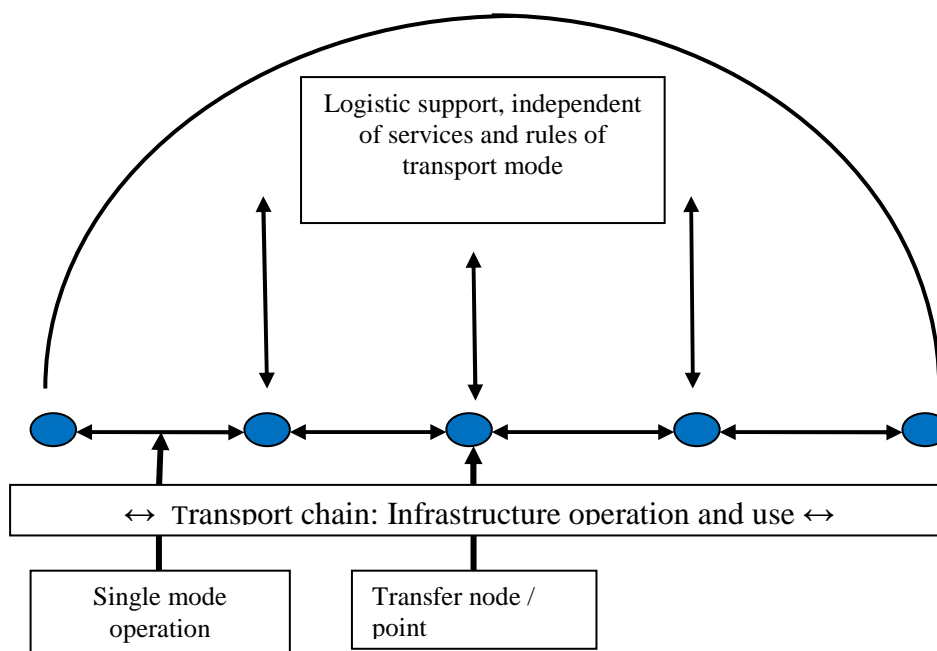 Logistic support, independent
of services and rules of
transport mode
↔ Transport chain: Infrastructure operation and use ↔
Single mode
operation
Transfer node /
point